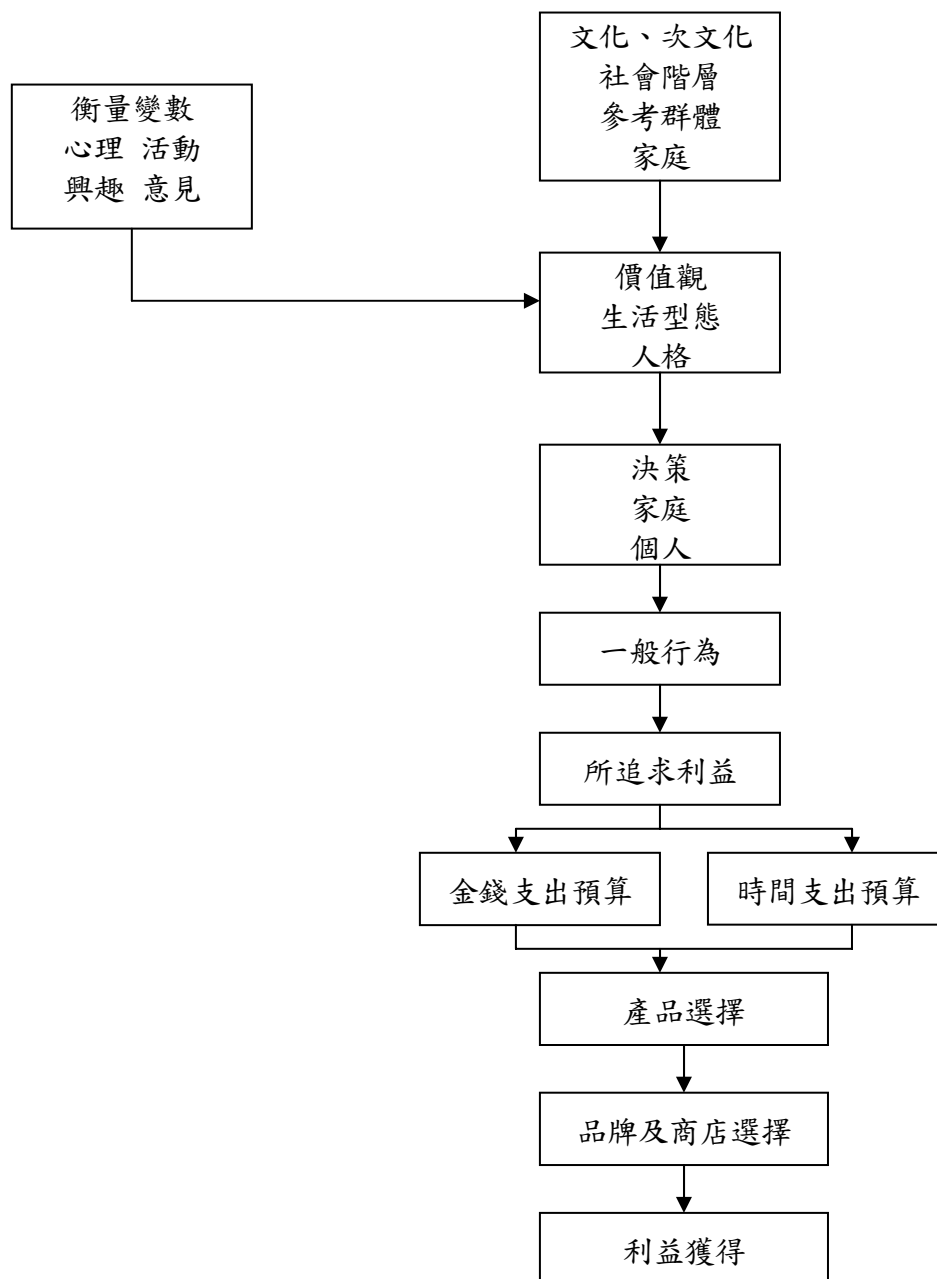 文化、次文化
社會階層
參考群體
家庭
衡量變數
心理 活動
興趣 意見
價值觀
生活型態
人格
決策
家庭
個人
一般行為
所追求利益
金錢支出預算
時間支出預算
產品選擇
品牌及商店選擇
利益獲得